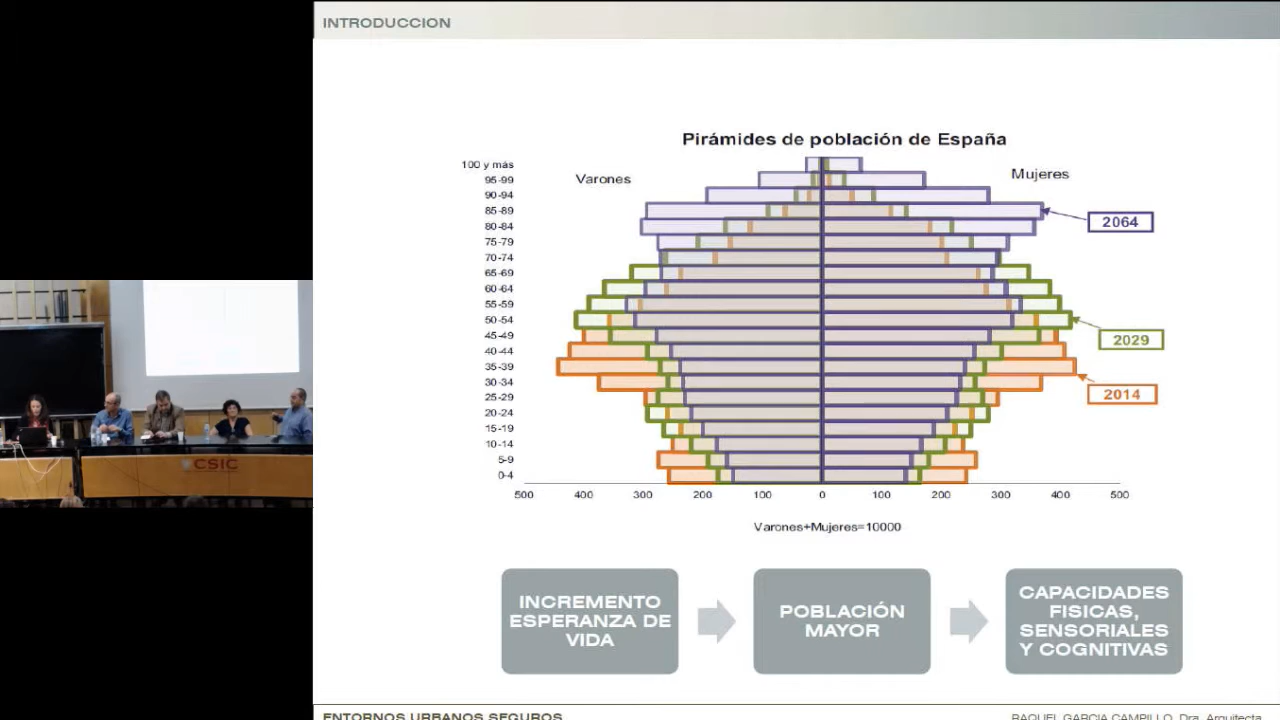 INTRODUCCION
Pirámides de población de España
Varones
Mujeres
100 y más
95-99
90-94
85-89
80-84
75-79
70-74
65-69
60-64
55-59
50-54
45-49
40-44
35-39
30-34
25-29
20-24
15-19
10-14
5-9
0-4
2064
2029
2014
500 400 300 200 100 0 100 200 300 400 500
Varones+Mujeres=10000
INCREMENTO
ESPERANZA DE
VIDA
POBLACIÓN
MAYOR
CAPACIDADES
FISICAS,
SENSORIALES
Y COGNITIVAS
CSIC
ENTORNOS URBANOS SEGUROS
RAQUEL GARCIA CAMPILLO. Dra. Arquitecta